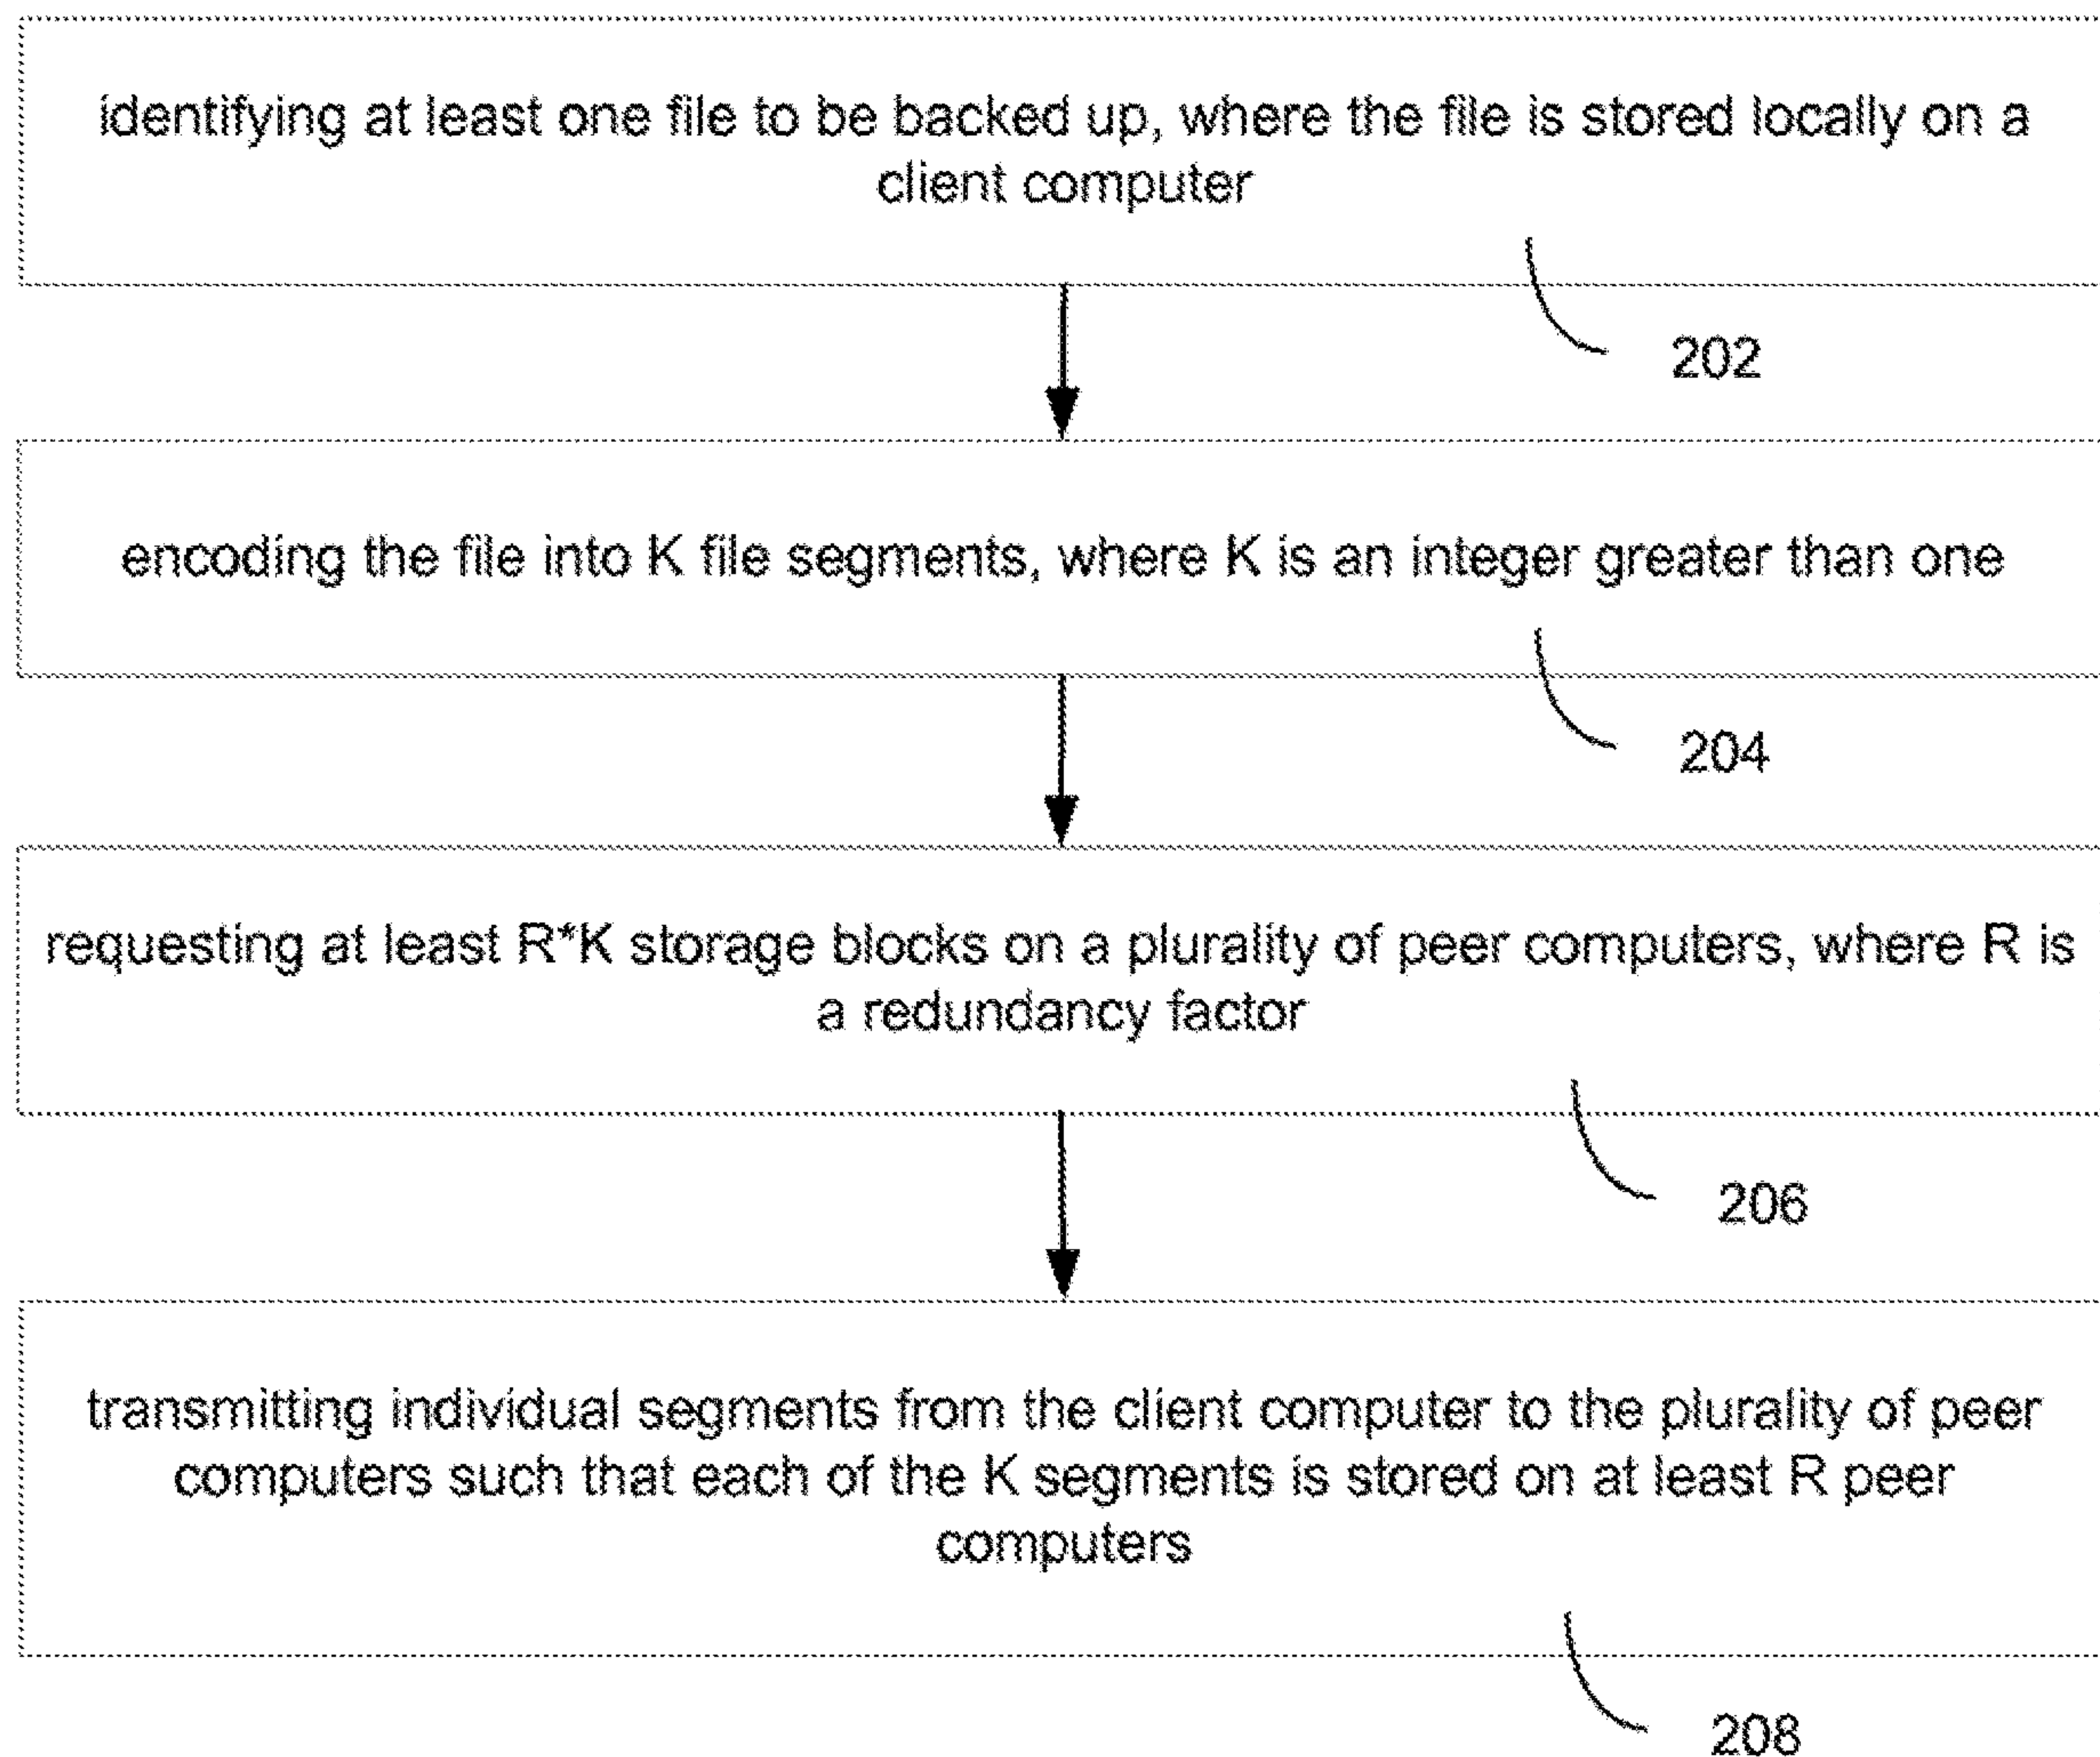 identifying at least one file to be backed up, where the file is stored locally on a
client computer
202
encoding the file into K file segments, where K is an integer greater than one
204
requesting at least R*K storage blocks on a plurality of peer computers, where R is
a redundancy factor
206
transmitting individual segments from the client computer to the plurality of peer
computers such that each of the K segments is stored on at least R peer
computers
208